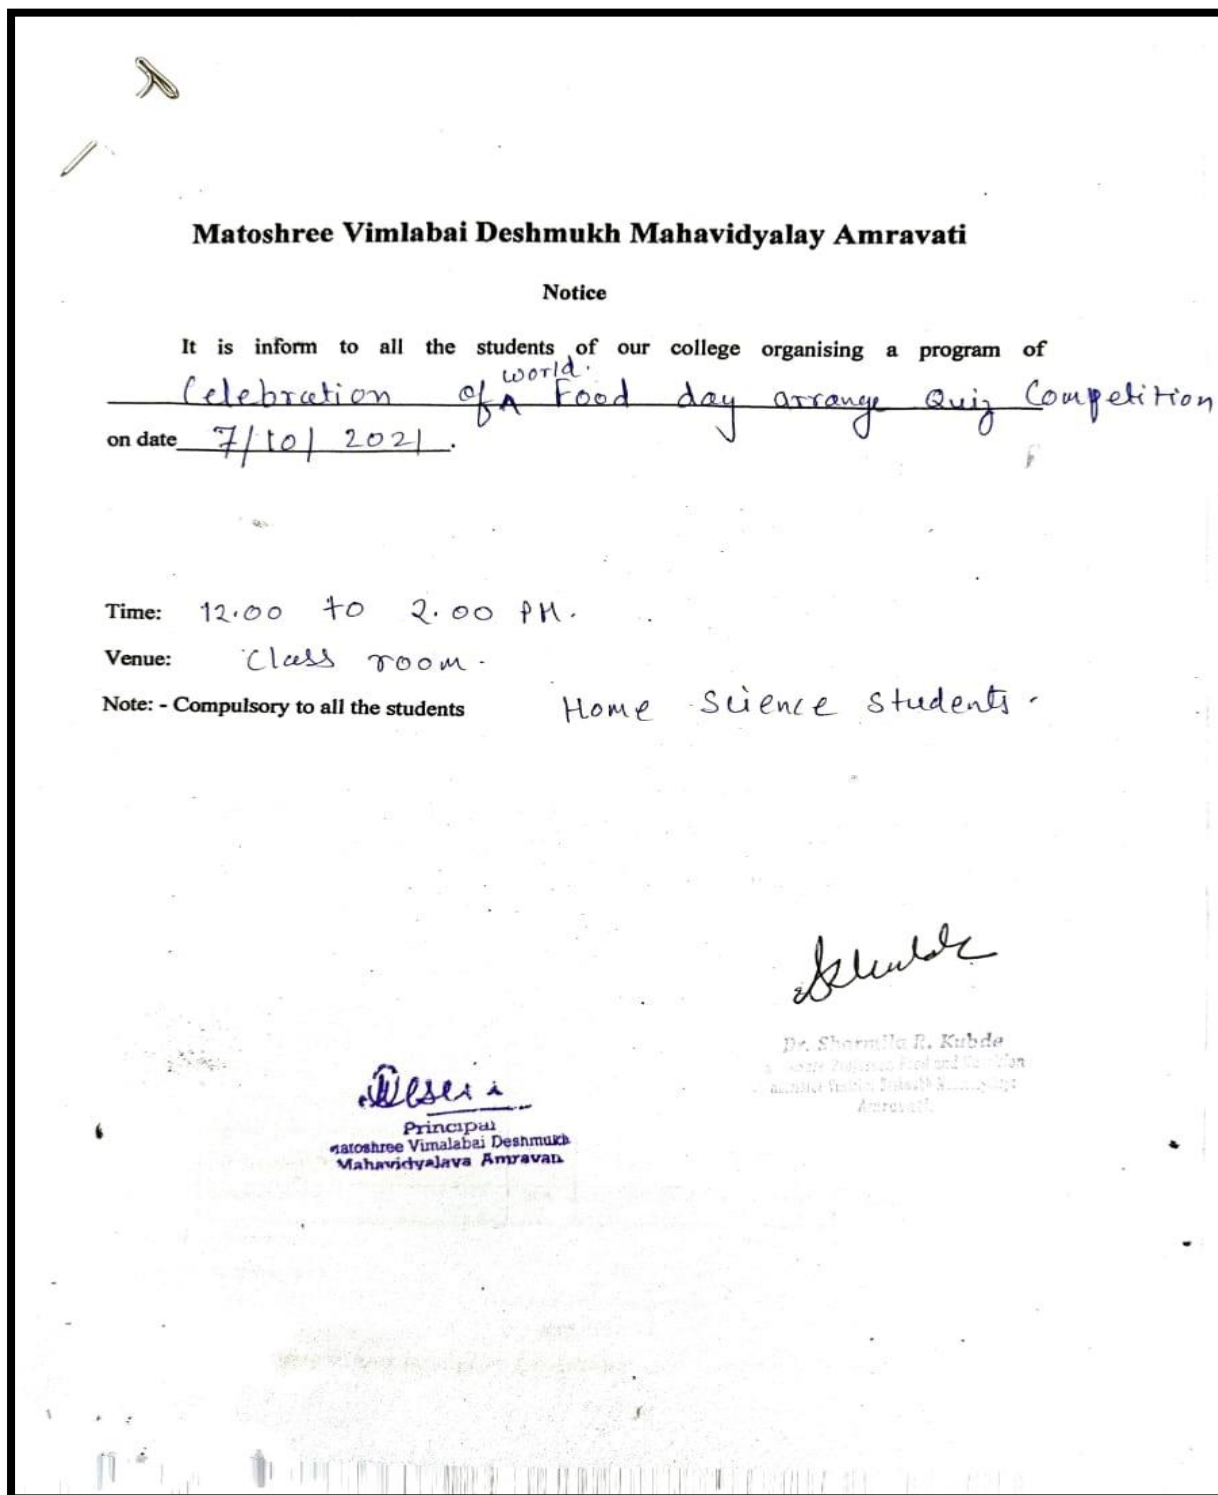 Matoshree Vimlabai Deshmukh Mahavidyalay Amravati
Notice
It is inform to all the students of our college organising a program of
Celebration of world. Food day arrange Quiz Competition
on date 7/10/2021.
Time: 12.00 to 2.00 PM.
Venue: Class room.
Note: - Compulsory to all the students Home Science Students.
Dr. Sharmila R. Kubde
Food and
Amravati
Principal
Matoshree Vimalabai Deshmukh
Mahavidyalaya Amravati